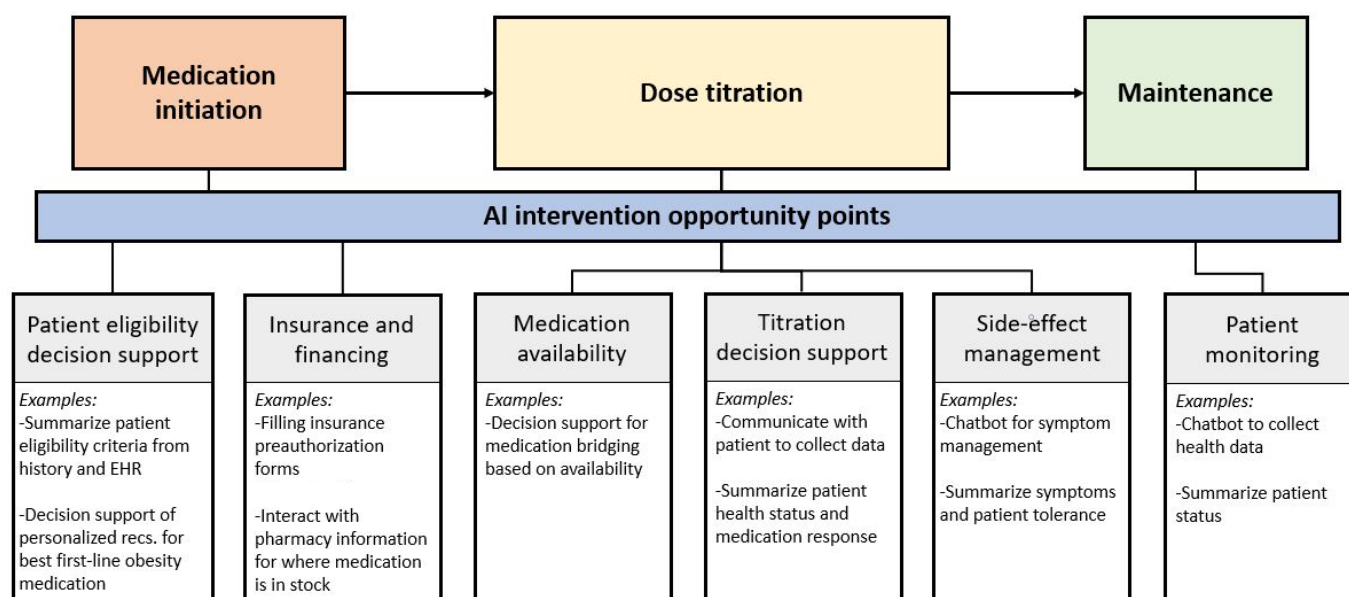 Medication
initiation
Dose titration
Maintenance
AI intervention opportunity points
Patient eligibility
decision support
Examples:
-Summarize patient
eligibility criteria from
history and EHR
-Decision support of
personalized recs. for
best first-line obesity
medication
Insurance and
financing
Examples:
-Filling insurance
preauthorization
forms
-Interact with
pharmacy information
for where medication
is in stock
Medication
availability
Examples:
-Decision support for
medication bridging
based on availability
Titration
decision support
Examples:
-Communicate with
patient to collect data
-Summarize patient
health status and
medication response
Side-effect
management
Examples:
-Chatbot for symptom
management
-Summarize symptoms
and patient tolerance
Patient
monitoring
Examples:
-Chatbot to collect
health data
-Summarize patient
status